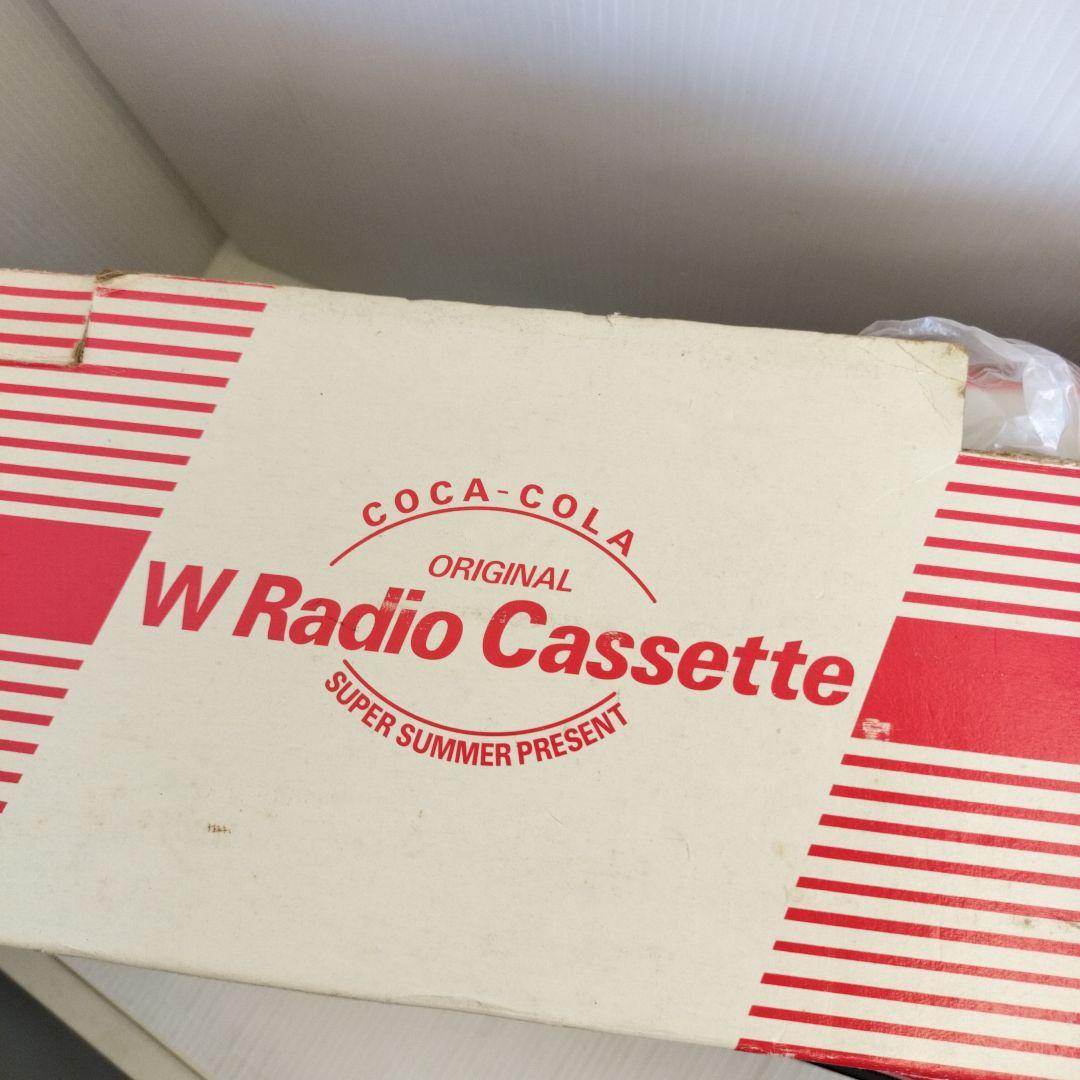 COCA-COLA
ORIGINAL
W Radio Cassette
SUPER SUMMER PRESENT